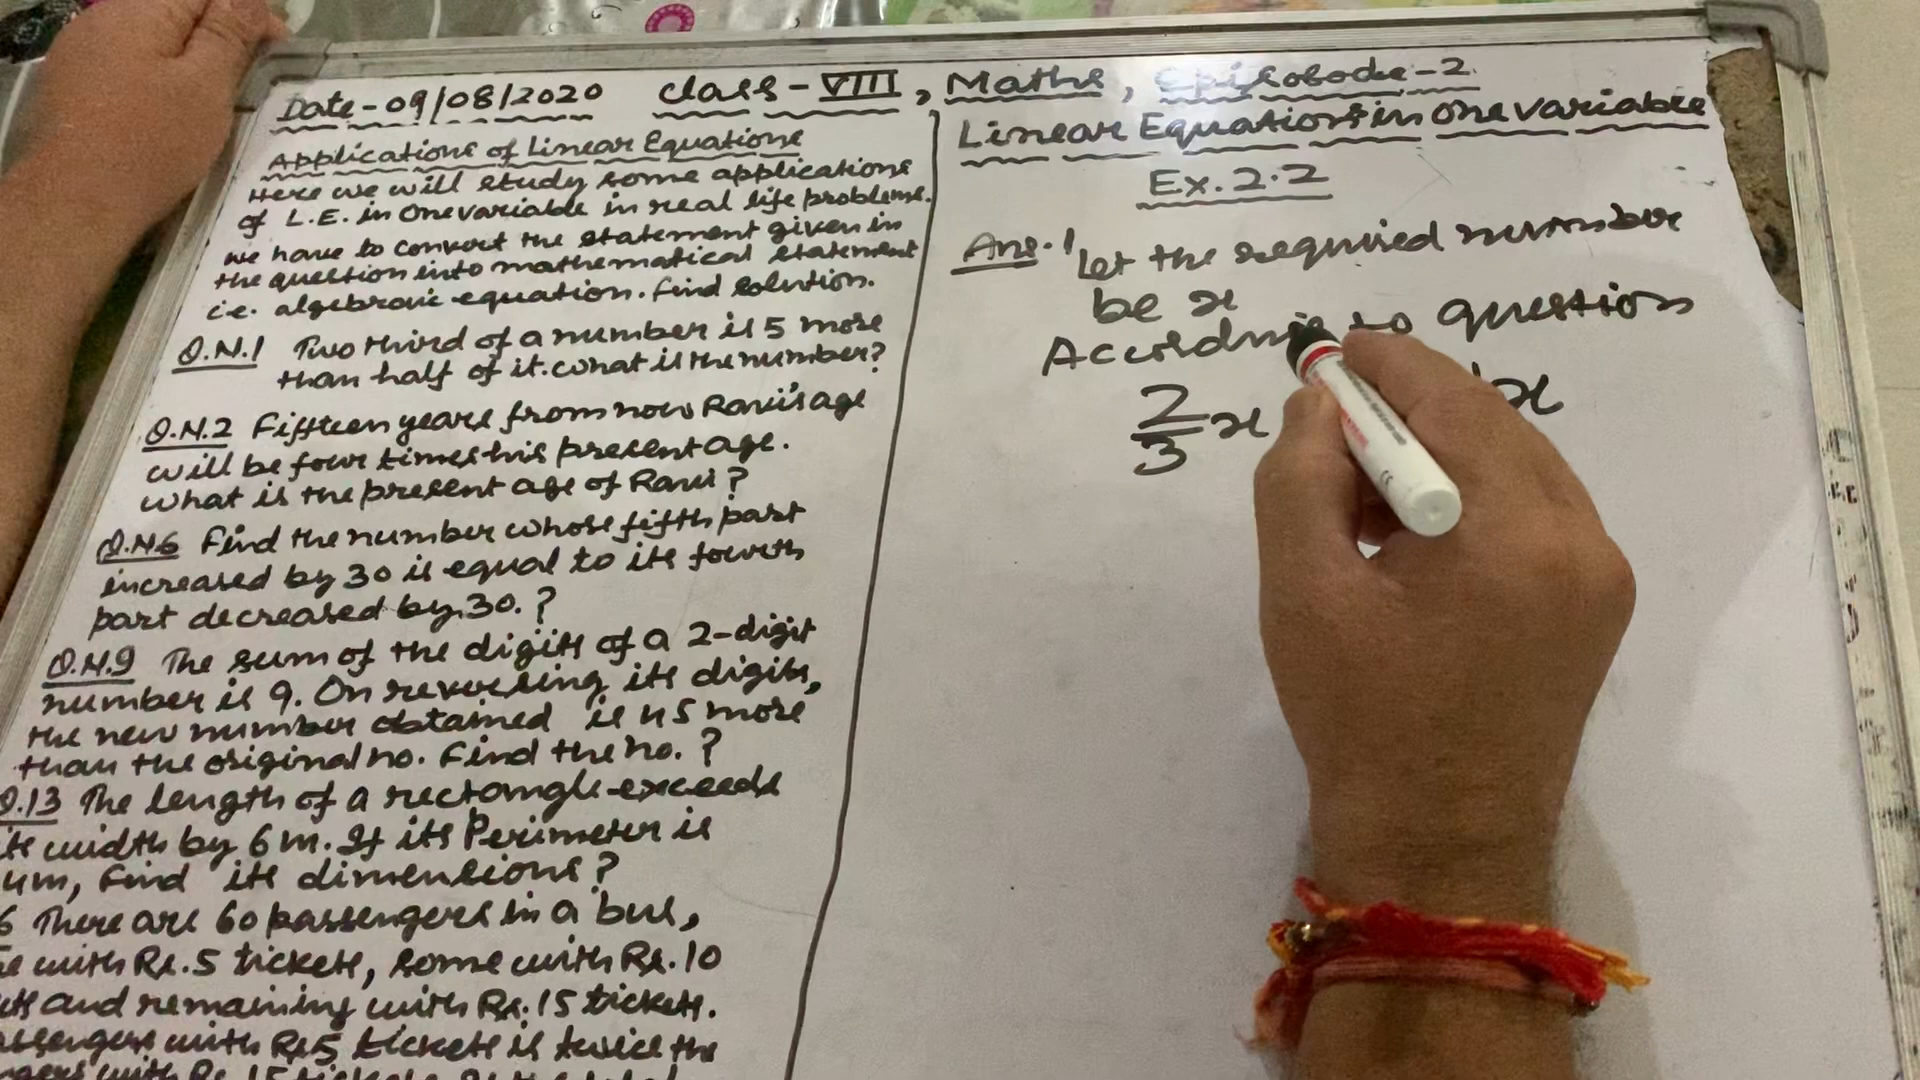 Date-09/08/2020 class-VIII, Maths, Episobode-2
Applications of Linear Equations
Here we will study some applications
of L.E. in one variable in real life problems.
we have to convert the statement given in
the question into mathematical statement
i.e. algebraic equation. find solution.
Q.N.1 Two third of a number is 5 more
than half of it. what is the number?
Q.N.2 Fifteen years from now Ravi's age
will be four times his present age.
What is the present age of Ravi?
Q.N.6 Find the number whose fifth part
increased by 30 is equal to its fourth
part decreased by 30.?
Q.N.9 The sum of the digits of a 2-digit
number is 9. On reversing its digits,
the new number obtained is 45 more
than the original no. Find the no.?
Q.13 The length of a rectangle exceeds
its width by 6m. If its Perimeter is
4m, find its dimensions?
6 There are 60 passengers in a bus,
with Rs.5 tickets, some with Rs.10
and remaining with Rs.15 tickets.
passengers with Rs5 tickets is twice the
Linear Equations in one variable
Ex.2.2
Ans.1 Let the required number
be x
According to question
2/3 x x